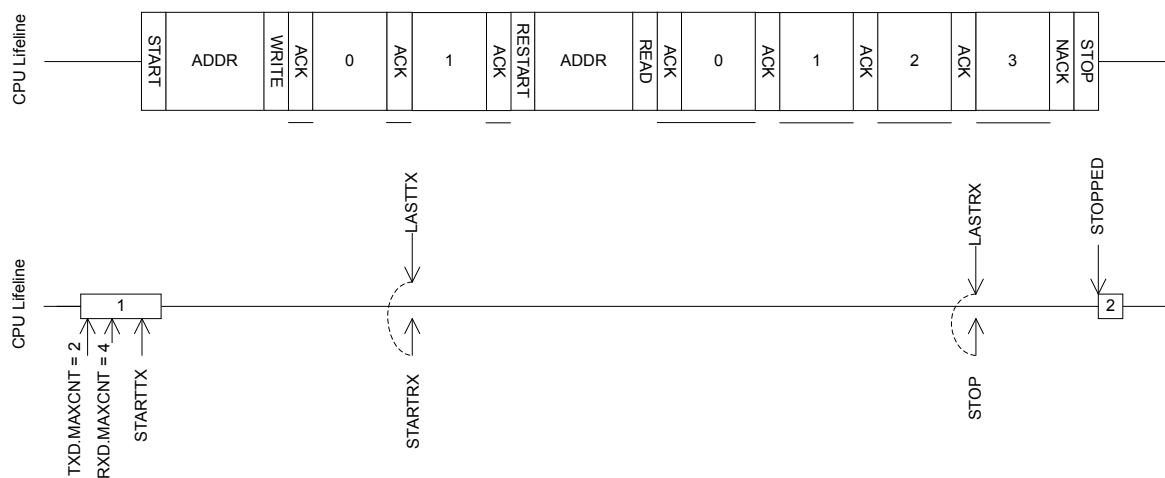 CPU Lifeline
START
ADDR
WRITE
ACK
0
ACK
1
ACK
RESTART
ADDR
READ
ACK
0
ACK
1
ACK
2
ACK
3
NACK
STOP
LASTTX
LASTRX
STOPPED
CPU Lifeline
1
2
TXD.MAXCNT = 2
RXD.MAXCNT = 4
STARTTX
STARTRX
STOP